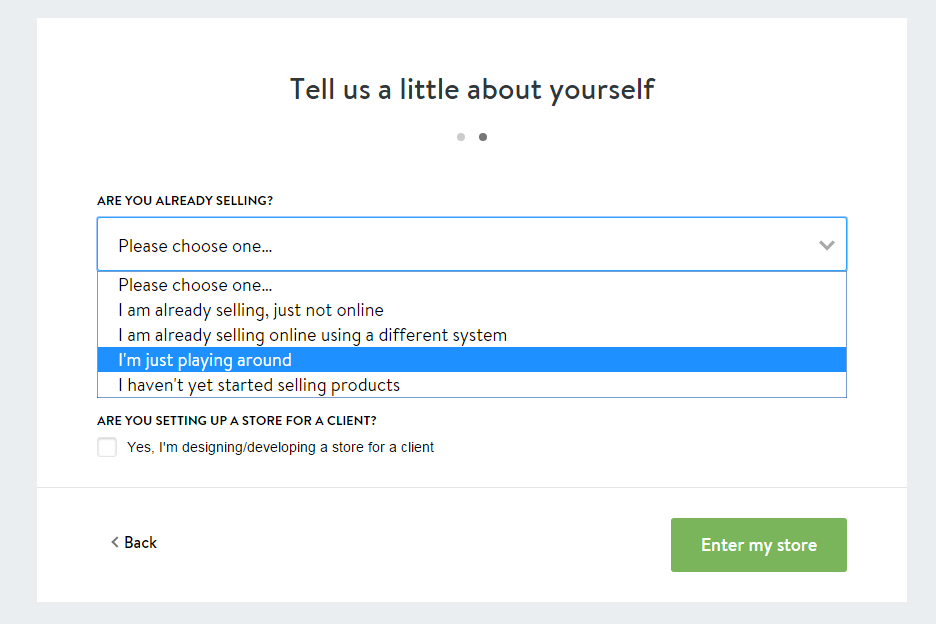 Tell us a little about yourself
ARE YOU ALREADY SELLING?
Please choose one...
Please choose one...
I am already selling, just not online
I am already selling online using a different system
I'm just playing around
I haven't yet started selling products
ARE YOU SETTING UP A STORE FOR A CLIENT?
Yes, I'm designing/developing a store for a client
Back
Enter my store